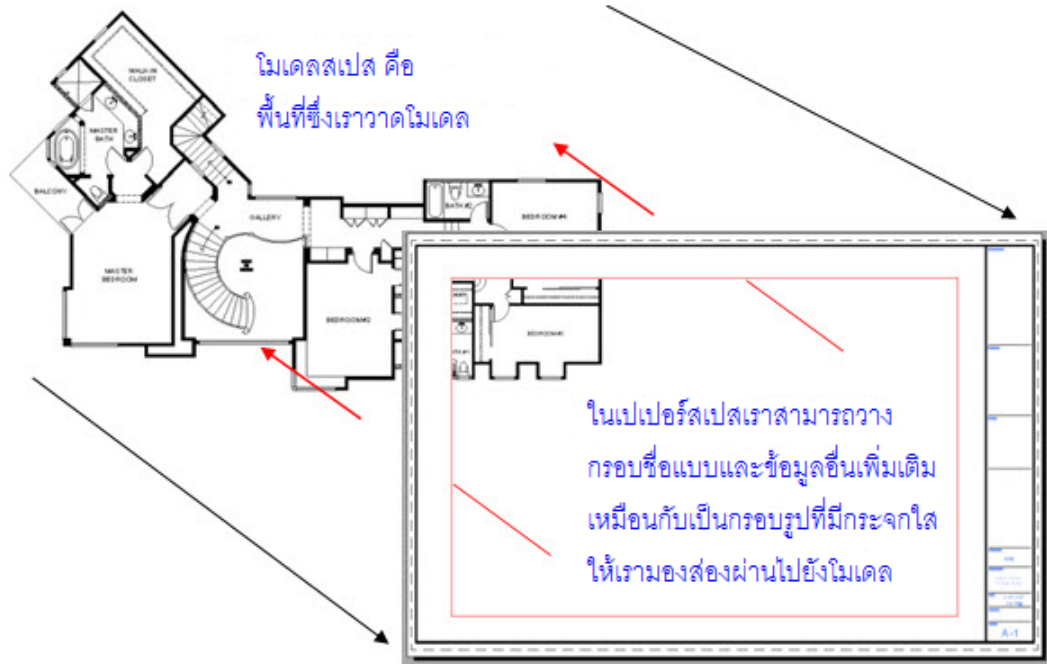 โมเดลสเปส คือ
พื้นที่ซึ่งเราวาดโมเดล
WALK-IN
CLOSET
MASTER
BATH
BALCONY
GALLERY
BATH #2
BEDROOM #4
MASTER
BEDROOM
BEDROOM #2
BEDROOM #3
ในเปเปอร์สเปสเราสามารถวาง
กรอบชื่อแบบและข้อมูลอื่นเพิ่มเติม
เหมือนกับเป็นกรอบรูปที่มีกระจกใส
ให้เรามองส่องผ่านไปยังโมเดล
A-1